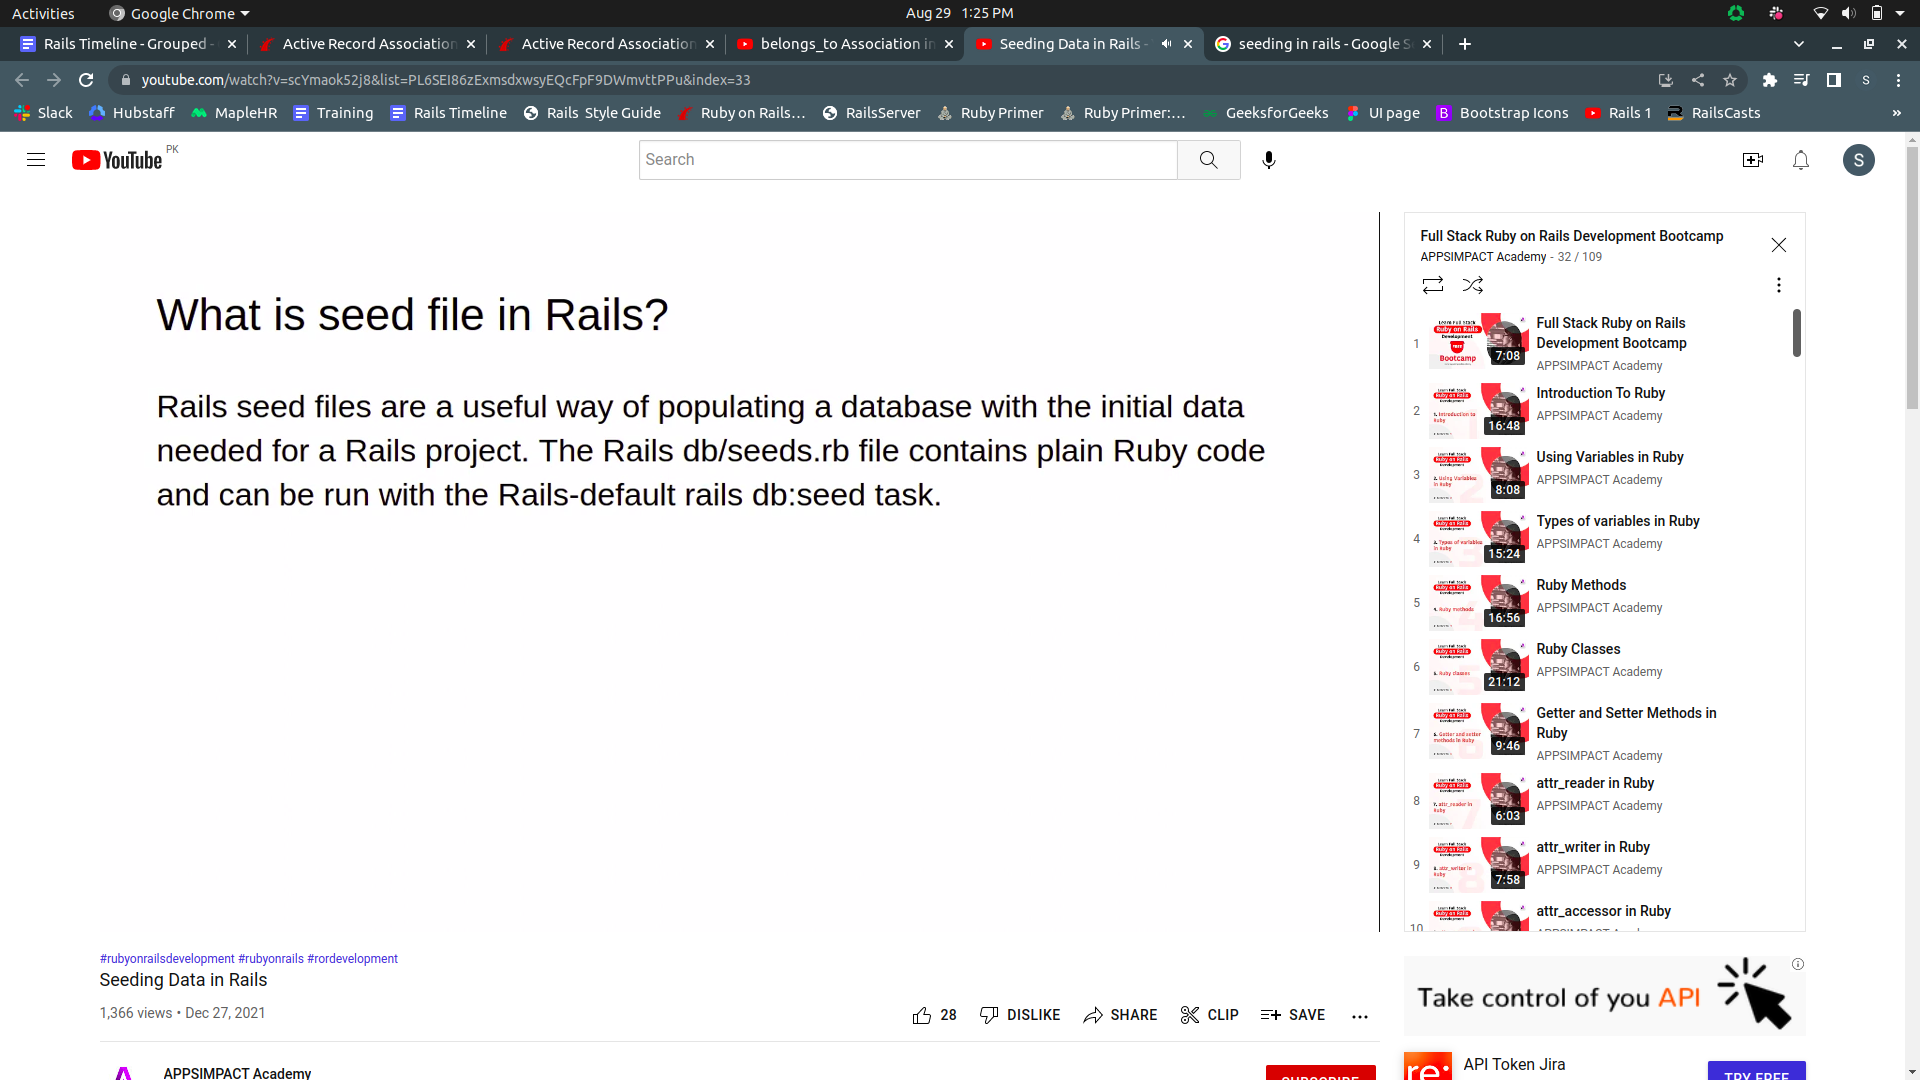 Activities
Google Chrome
Aug 29 1:25 PM
Rails Timeline - Grouped -
Active Record Association
Active Record Association
belongs_to Association in
Seeding Data in Rails -
seeding in rails - Google S
youtube.com/watch?v=scYmaok52j8&list=PL6SEI86zExmsdxwsyEQcFpF9DWmvttPPu&index=33
S
Slack
Hubstaff
MapleHR
Training
Rails Timeline
Rails Style Guide
Ruby on Rails...
RailsServer
Ruby Primer
Ruby Primer:...
GeeksforGeeks
UI page
B
Bootstrap Icons
Rails 1
RailsCasts
»
YouTube PK
Search
S
What is seed file in Rails?
Rails seed files are a useful way of populating a database with the initial data
needed for a Rails project. The Rails db/seeds.rb file contains plain Ruby code
and can be run with the Rails-default rails db:seed task.
Full Stack Ruby on Rails Development Bootcamp
APPSIMPACT Academy - 32 / 109
1
7:08
Full Stack Ruby on Rails
Development Bootcamp
APPSIMPACT Academy
2
16:48
Introduction To Ruby
APPSIMPACT Academy
3
8:08
Using Variables in Ruby
APPSIMPACT Academy
4
15:24
Types of variables in Ruby
APPSIMPACT Academy
5
16:56
Ruby Methods
APPSIMPACT Academy
6
21:12
Ruby Classes
APPSIMPACT Academy
7
9:46
Getter and Setter Methods in
Ruby
APPSIMPACT Academy
8
6:03
attr_reader in Ruby
APPSIMPACT Academy
9
7:58
attr_writer in Ruby
APPSIMPACT Academy
10
attr_accessor in Ruby
#rubyonrailsdevelopment #rubyonrails #rordevelopment
Seeding Data in Rails
1,366 views • Dec 27, 2021
28
DISLIKE
SHARE
CLIP
SAVE
APPSIMPACT Academy
SUBSCRIBE
Take control of you API
re:
API Token Jira
TRY FREE